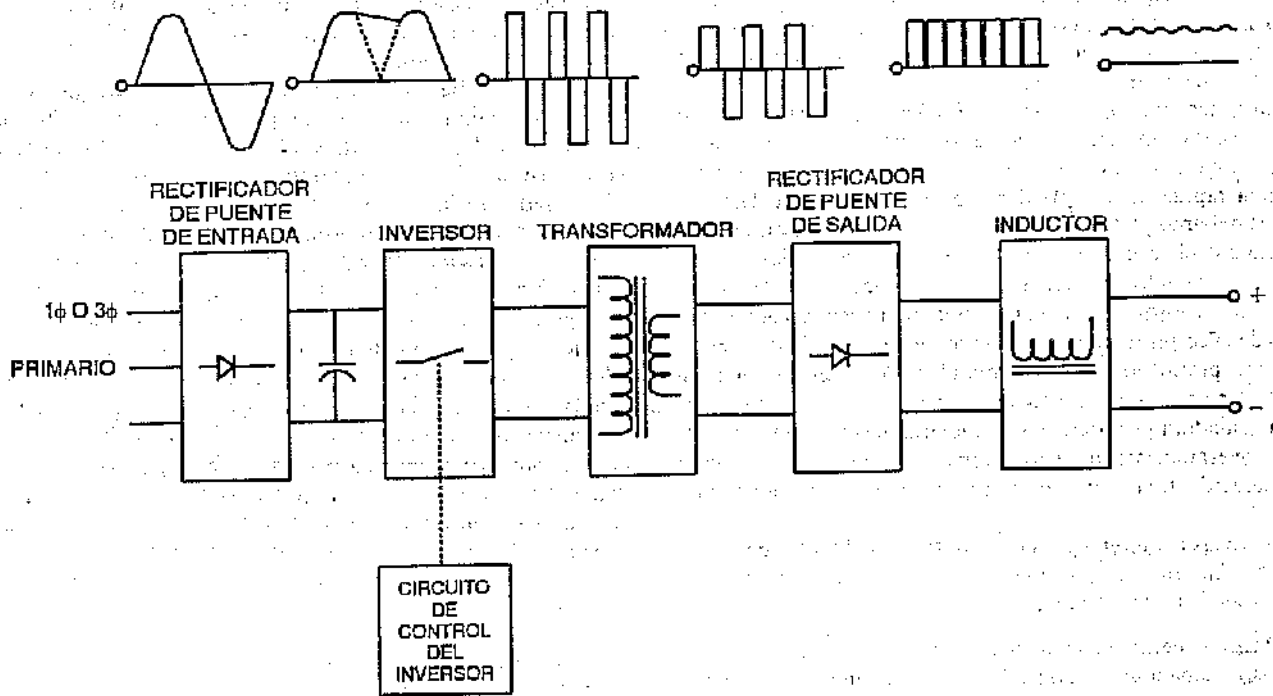 RECTIFICADOR
DE PUENTE
DE ENTRADA
INVERSOR
TRANSFORMADOR
RECTIFICADOR
DE PUENTE
DE SALIDA
INDUCTOR
1ϕ O 3ϕ
PRIMARIO
+
-
CIRCUITO
DE
CONTROL
DEL
INVERSOR